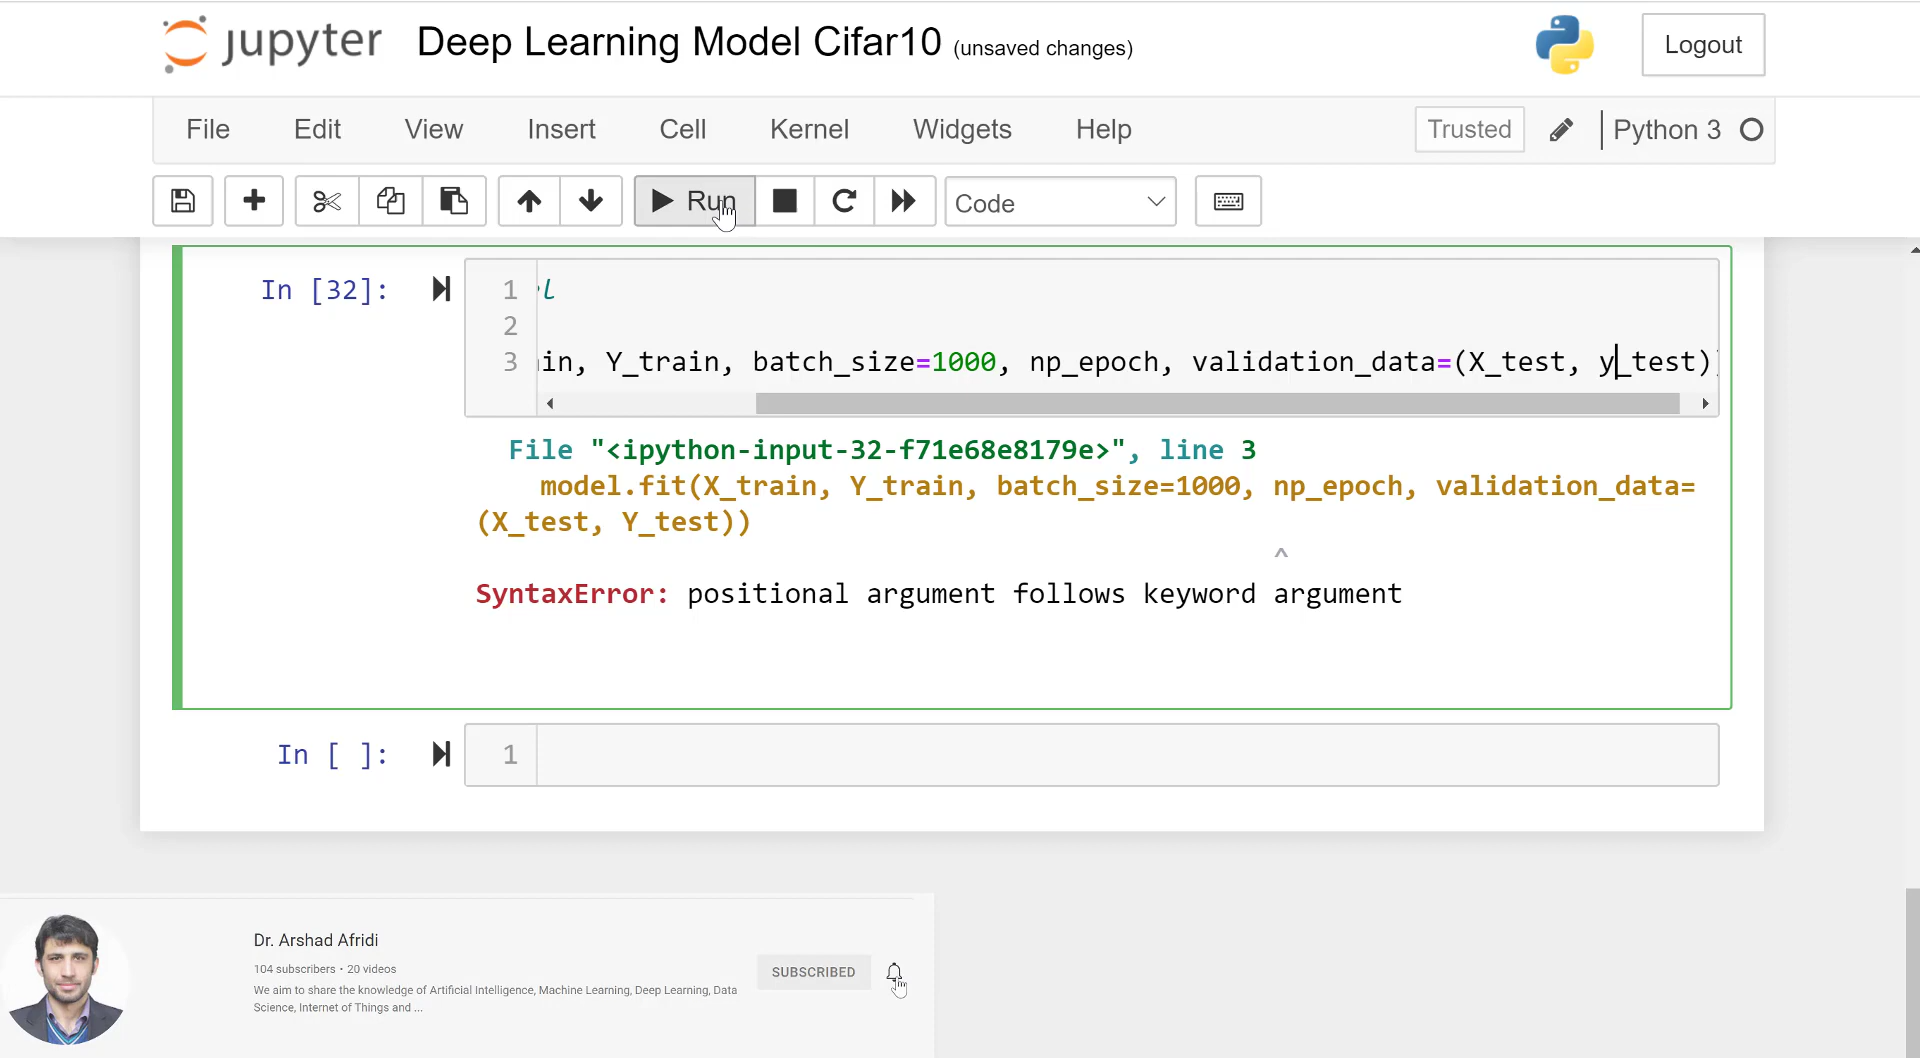 jupyter Deep Learning Model Cifar10 (unsaved changes) Logout
File Edit View Insert Cell Kernel Widgets Help Trusted Python 3
Run Code
In [32]: 1 l
2
3 in, Y_train, batch_size=1000, np_epoch, validation_data=(X_test, y_test))
File "<ipython-input-32-f71e68e8179e>", line 3
model.fit(X_train, Y_train, batch_size=1000, np_epoch, validation_data=
(X_test, Y_test))
^
SyntaxError: positional argument follows keyword argument
In [ ]: 1
Dr. Arshad Afridi
104 subscribers • 20 videos
We aim to share the knowledge of Artificial Intelligence, Machine Learning, Deep Learning, Data
Science, Internet of Things and ...
SUBSCRIBED